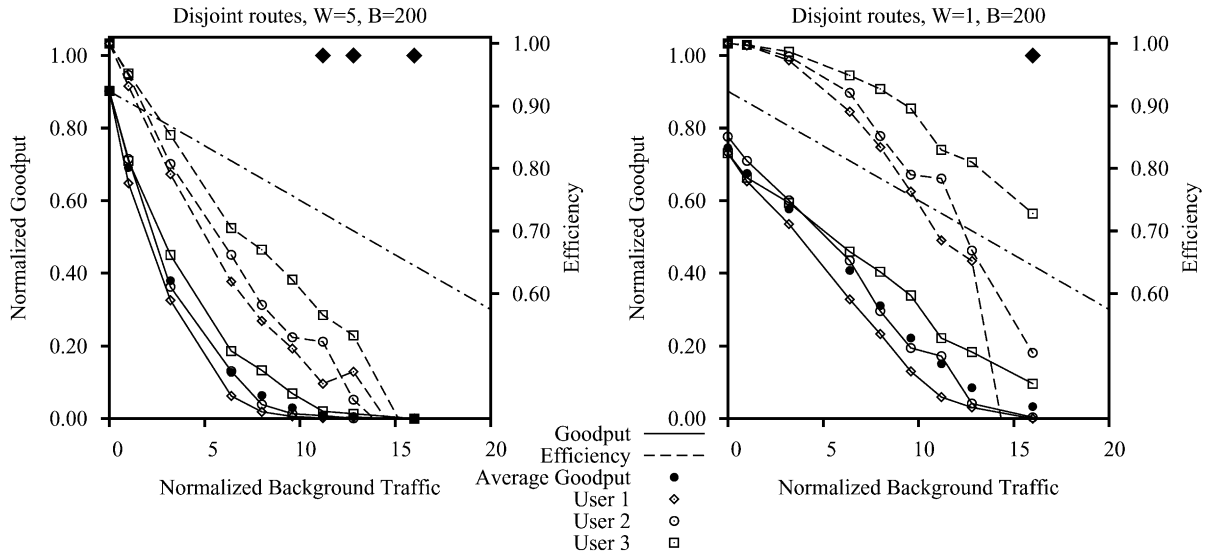 Disjoint routes, W=5, B=200
1.00
0.80
0.60
0.40
0.20
0.00
Normalized Goodput
1.00
0.90
0.80
0.70
0.60
Efficiency
0 5 10 15 20
Normalized Background Traffic
Disjoint routes, W=1, B=200
1.00
0.80
0.60
0.40
0.20
0.00
Normalized Goodput
1.00
0.90
0.80
0.70
0.60
Efficiency
0 5 10 15 20
Normalized Background Traffic
Goodput
Efficiency
Average Goodput
User 1
User 2
User 3